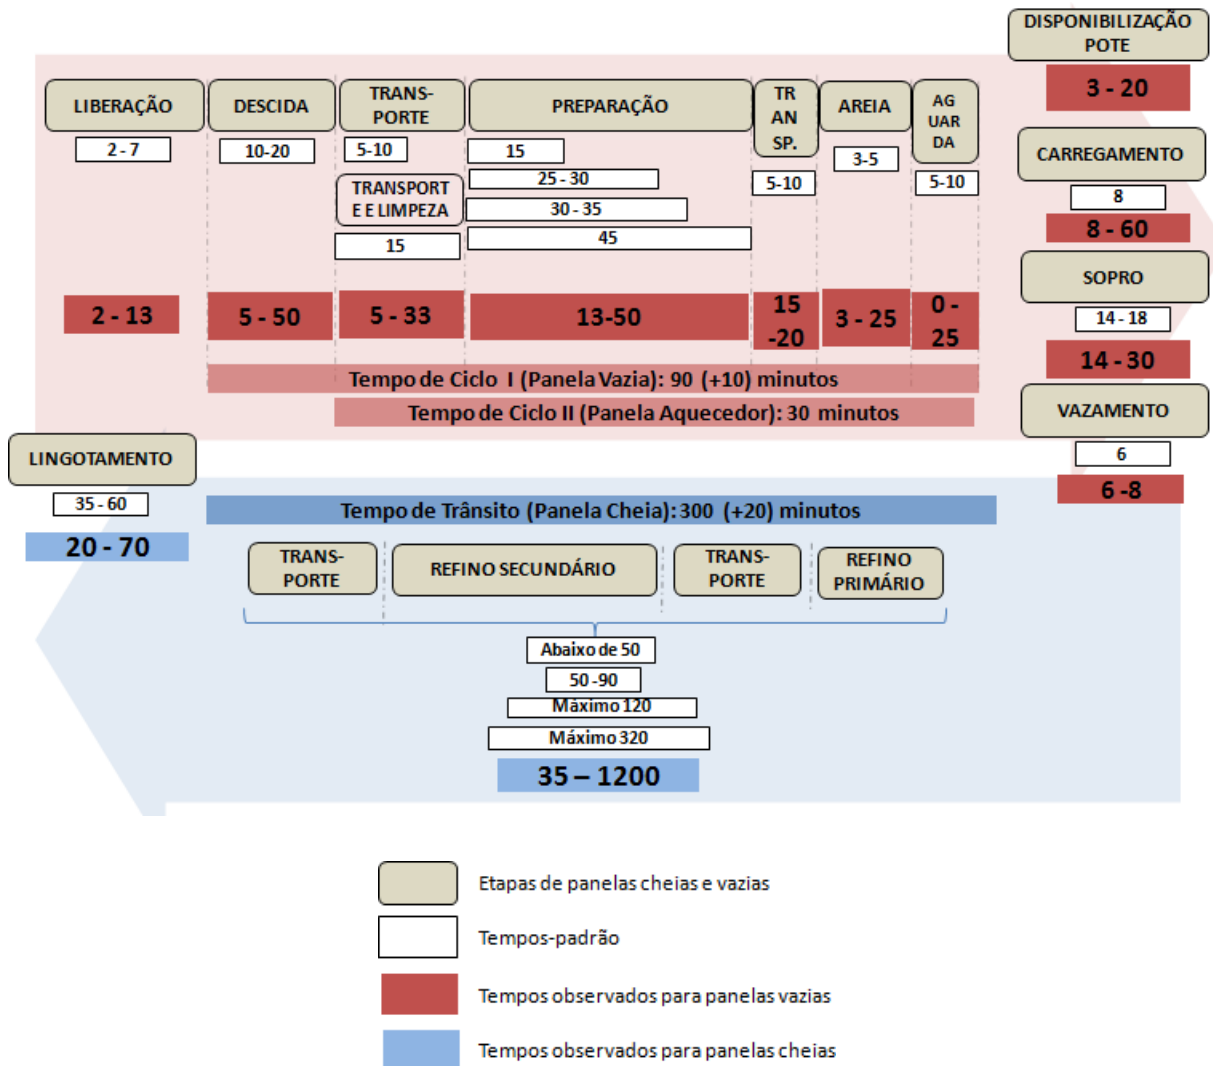 DISPONIBILIZAÇÃO
POTE
3 - 20
LIBERAÇÃO
DESCIDA
TRANS-
PORTE
PREPARAÇÃO
TR
AN
SP.
AREIA
AG
UAR
DA
2 - 7
10-20
5-10
15
25 - 30
30 - 35
45
5-10
3-5
5-10
TRANSPORT
E E LIMPEZA
15
CARREGAMENTO
8
8 - 60
SOPRO
14 - 18
14 - 30
2 - 13
5 - 50
5 - 33
13-50
15
-20
3 - 25
0 -
25
Tempo de Ciclo I (Panela Vazia): 90 (+10) minutos
Tempo de Ciclo II (Panela Aquecedor): 30 minutos
VAZAMENTO
6
6 -8
LINGOTAMENTO
35 - 60
20 - 70
Tempo de Trânsito (Panela Cheia): 300 (+20) minutos
TRANS-
PORTE
REFINO SECUNDÁRIO
TRANS-
PORTE
REFINO
PRIMÁRIO
Abaixo de 50
50 -90
Máximo 120
Máximo 320
35 – 1200
Etapas de panelas cheias e vazias
Tempos-padrão
Tempos observados para panelas vazias
Tempos observados para panelas cheias